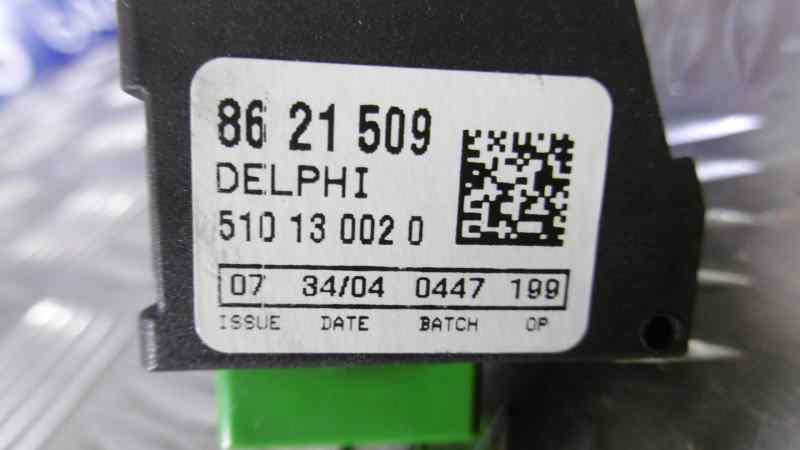 86 21 509
DELPHI
510 13 002 0
07 34/04 0447 199
ISSUE DATE BATCH OP